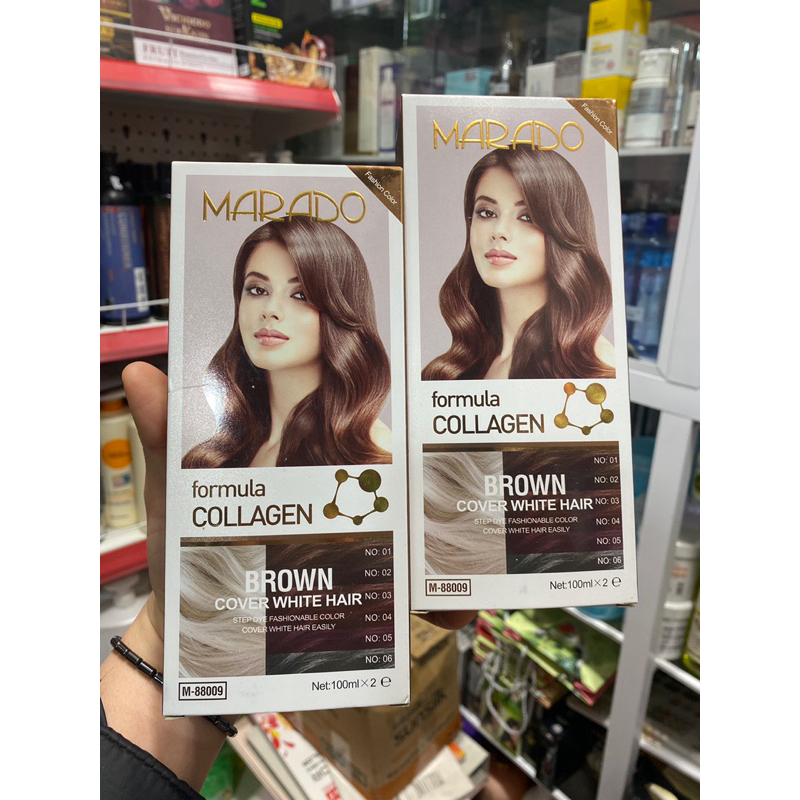 MARADO
Fashion Color
formula
COLLAGEN
BROWN
COVER WHITE HAIR
STEP DYE FASHIONABLE COLOR
COVER WHITE HAIR EASILY
NO: 01
NO: 02
NO: 03
NO: 04
NO: 05
NO: 06
M-88009
Net:100ml×2 ℮
MARADO
Fashion Color
formula
COLLAGEN
BROWN
COVER WHITE HAIR
STEP DYE FASHIONABLE COLOR
COVER WHITE HAIR EASILY
NO: 01
NO: 02
NO: 03
NO: 04
NO: 05
NO: 06
M-88009
Net:100ml×2 ℮